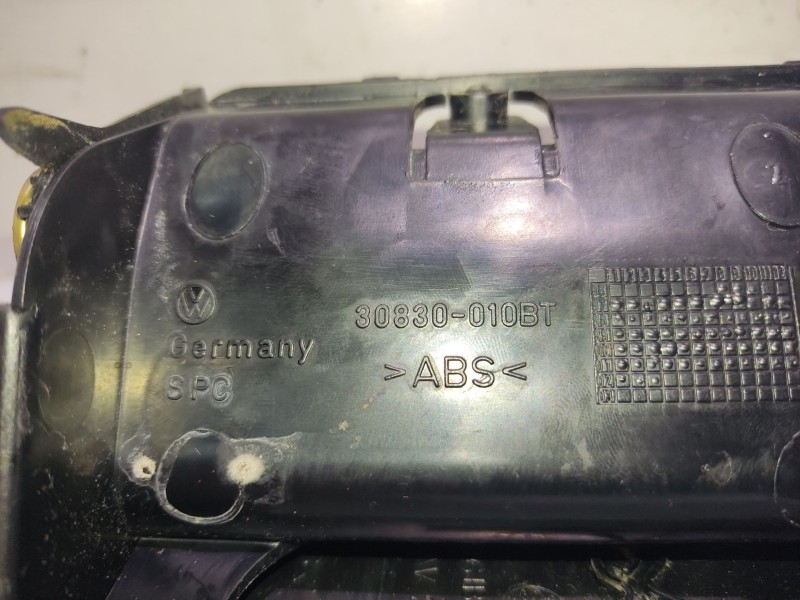 30830-010BT
Germany
>ABS<
SPC